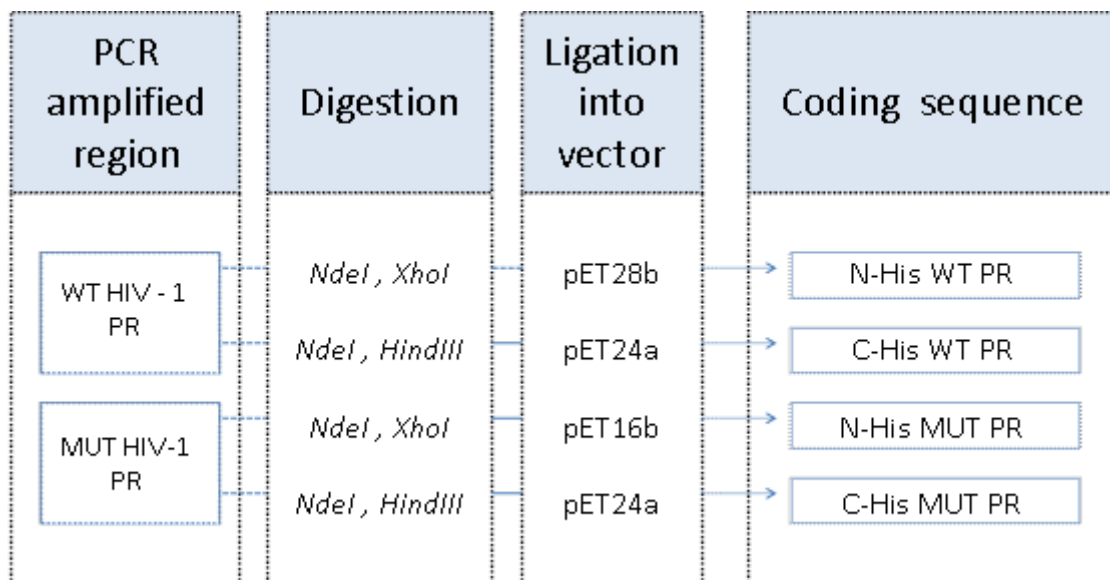 PCR
amplified
region
Digestion
Ligation
into
vector
Coding sequence
WT HIV - 1
PR
NdeI , XhoI
pET28b
N-His WT PR
NdeI , HindIII
pET24a
C-His WT PR
MUT HIV-1
PR
NdeI , XhoI
pET16b
N-His MUT PR
NdeI , HindIII
pET24a
C-His MUT PR